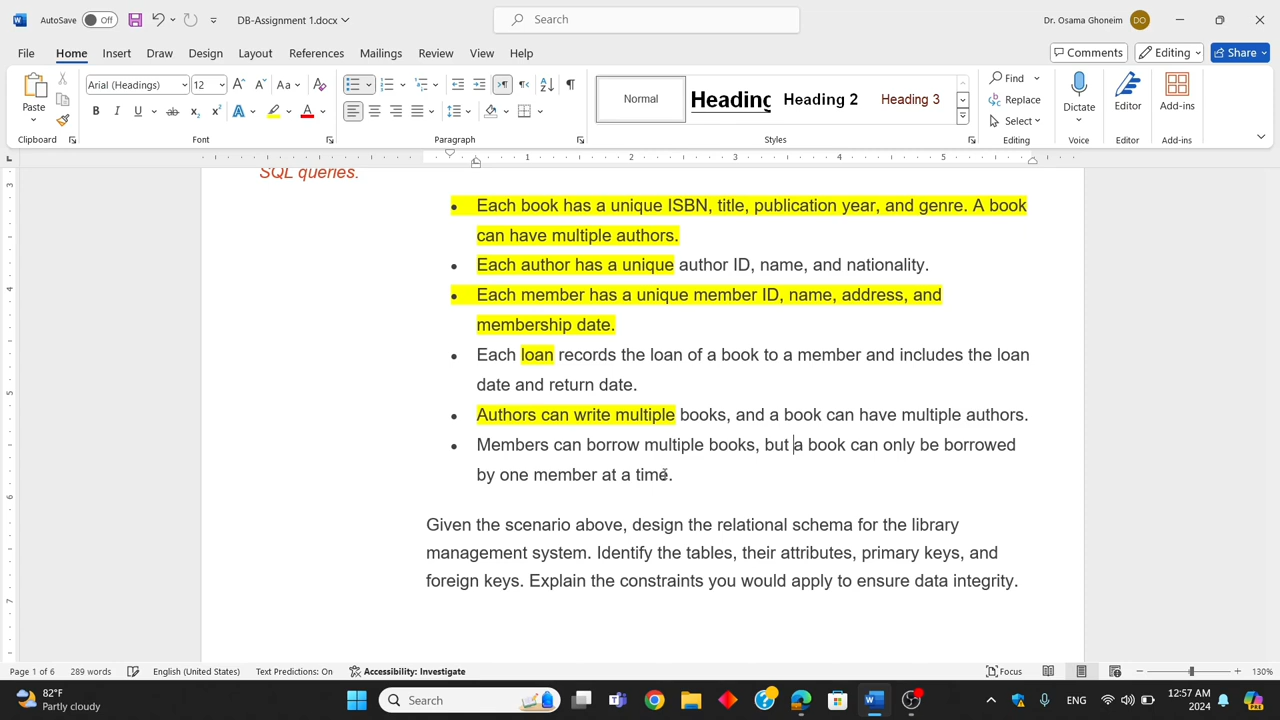 AutoSave Off DB-Assignment 1.docx Search Dr. Osama Ghoneim DO
File Home Insert Draw Design Layout References Mailings Review View Help Comments Editing Share
Paste Arial (Headings) 12 Normal Heading Heading 2 Heading 3 Find Replace Select Dictate Editor Add-ins
Clipboard Font Paragraph Styles Editing Voice Editor Add-ins
1 2 3 4 5
SQL queries.
• Each book has a unique ISBN, title, publication year, and genre. A book
can have multiple authors.
• Each author has a unique author ID, name, and nationality.
• Each member has a unique member ID, name, address, and
membership date.
• Each loan records the loan of a book to a member and includes the loan
date and return date.
• Authors can write multiple books, and a book can have multiple authors.
• Members can borrow multiple books, but a book can only be borrowed
by one member at a time.
Given the scenario above, design the relational schema for the library
management system. Identify the tables, their attributes, primary keys, and
foreign keys. Explain the constraints you would apply to ensure data integrity.
3
4
5
6
7
Page 1 of 6 289 words English (United States) Text Predictions: On Accessibility: Investigate Focus 130%
82°F
Partly cloudy
Search
ENG
12:57 AM
2024